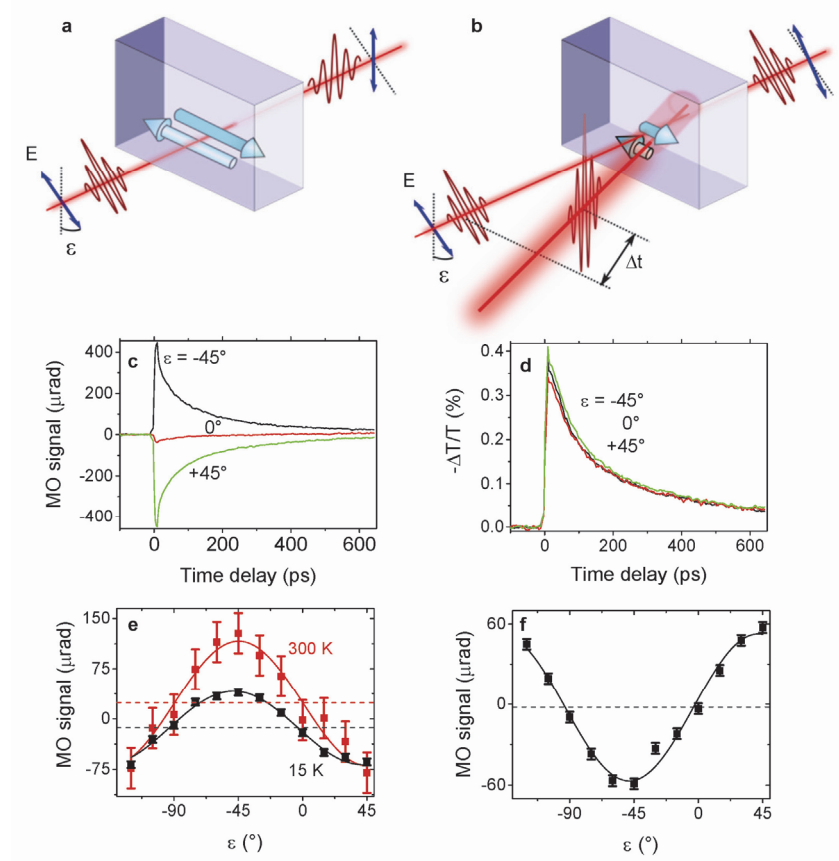 a
b
E
ε
E
ε
Δt
c
ε = -45°
0°
+45°
MO signal (μrad)
400
200
0
-200
-400
0
200
400
600
Time delay (ps)
d
ε = -45°
0°
+45°
-ΔT/T (%)
0.4
0.3
0.2
0.1
0.0
0
200
400
600
Time delay (ps)
e
300 K
15 K
MO signal (μrad)
150
75
0
-75
-90
-45
0
45
ε (°)
f
MO signal (μrad)
60
0
-60
-90
-45
0
45
ε (°)